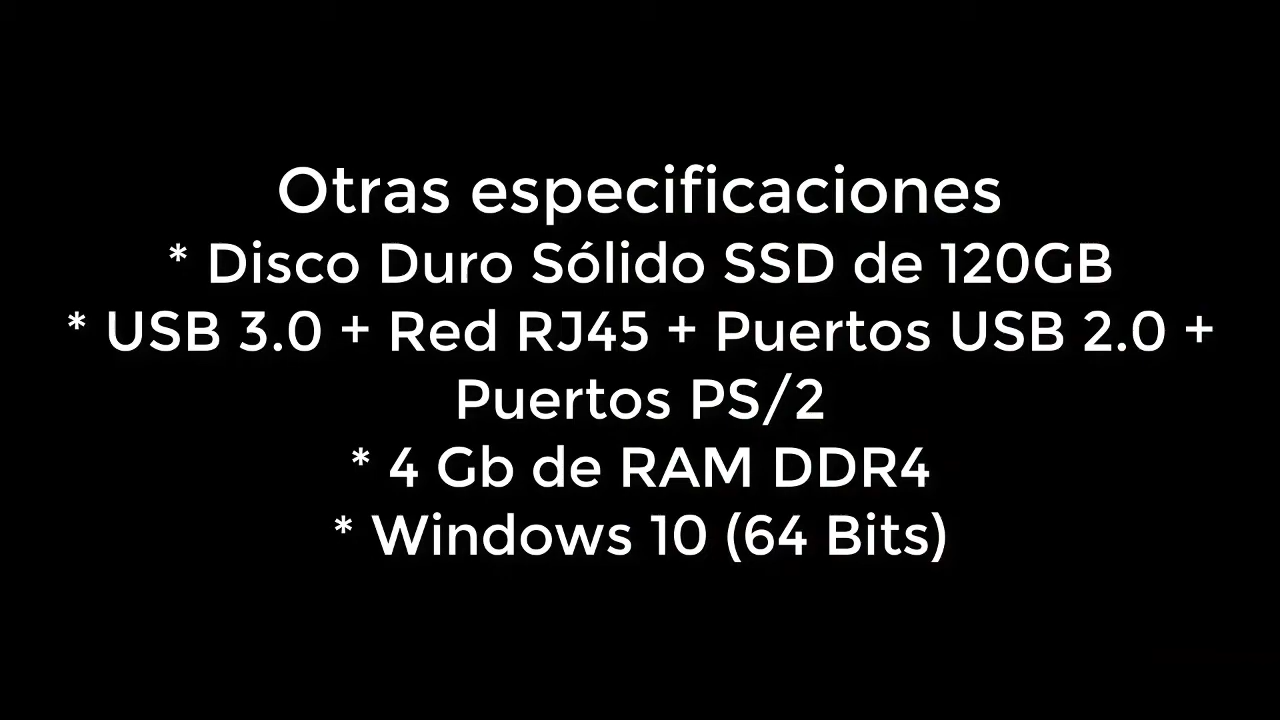 Otras especificaciones
* Disco Duro Sólido SSD de 120GB
* USB 3.0 + Red RJ45 + Puertos USB 2.0 +
Puertos PS/2
* 4 Gb de RAM DDR4
* Windows 10 (64 Bits)